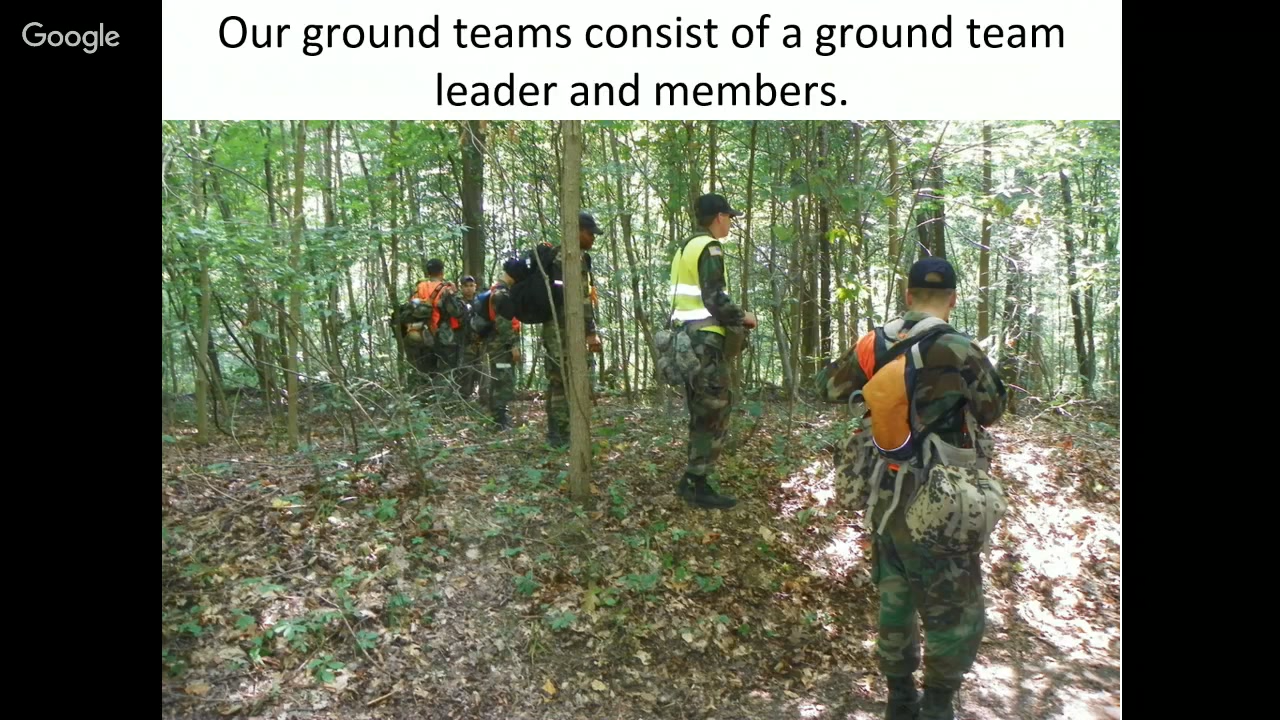 Google
Our ground teams consist of a ground team
leader and members.